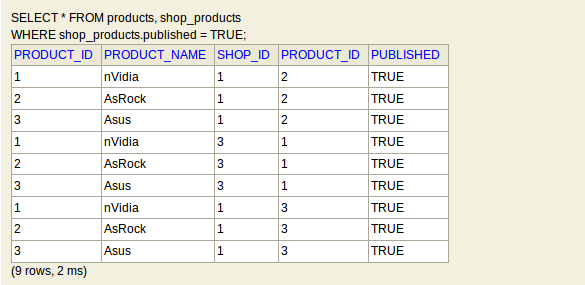 SELECT * FROM products, shop_products
WHERE shop_products.published = TRUE;
PRODUCT_ID PRODUCT_NAME SHOP_ID PRODUCT_ID PUBLISHED
1 nVidia 1 2 TRUE
2 AsRock 1 2 TRUE
3 Asus 1 2 TRUE
1 nVidia 3 1 TRUE
2 AsRock 3 1 TRUE
3 Asus 3 1 TRUE
1 nVidia 1 3 TRUE
2 AsRock 1 3 TRUE
3 Asus 1 3 TRUE
(9 rows, 2 ms)